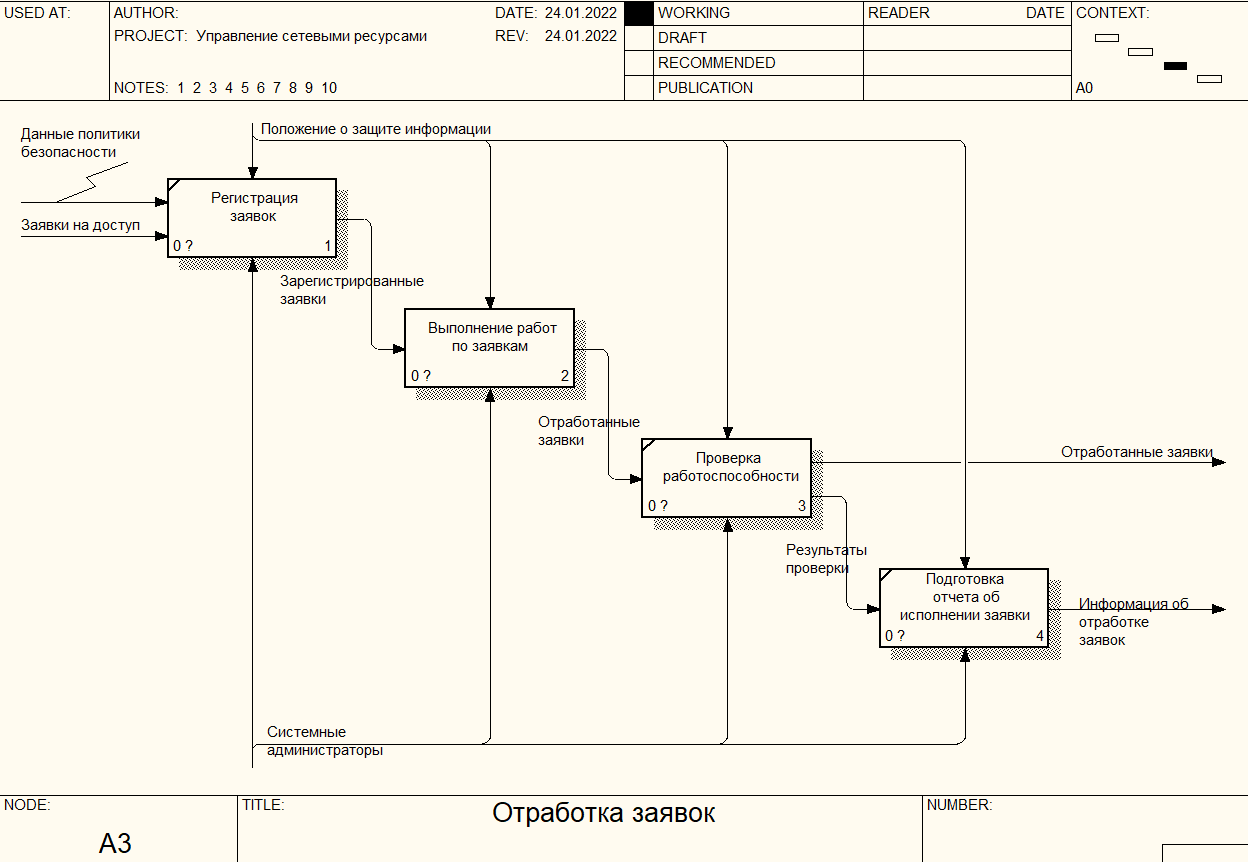 USED AT:
AUTHOR:
DATE: 24.01.2022
PROJECT: Управление сетевыми ресурсами
REV: 24.01.2022
NOTES: 1 2 3 4 5 6 7 8 9 10
WORKING
DRAFT
RECOMMENDED
PUBLICATION
READER DATE
CONTEXT:
A0
Данные политики
безопасности
Заявки на доступ
Положение о защите информации
Регистрация
заявок
0 ? 1
Зарегистрированные
заявки
Выполнение работ
по заявкам
0 ? 2
Отработанные
заявки
Проверка
работоспособности
0 ? 3
Отработанные заявки
Результаты
проверки
Подготовка
отчета об
исполнении заявки
0 ? 4
Информация об
отработке
заявок
Системные
администраторы
NODE:
A3
TITLE:
Отработка заявок
NUMBER: